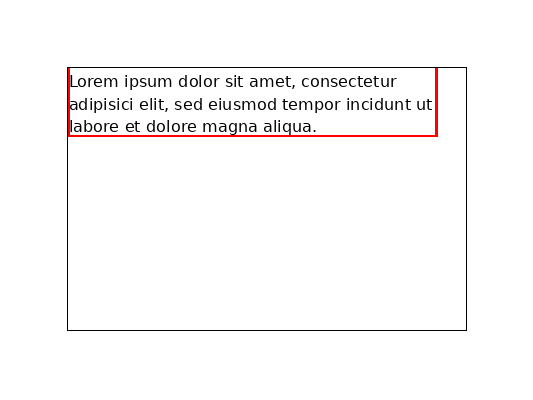 Lorem ipsum dolor sit amet, consectetur
adipisici elit, sed eiusmod tempor incidunt ut
labore et dolore magna aliqua.